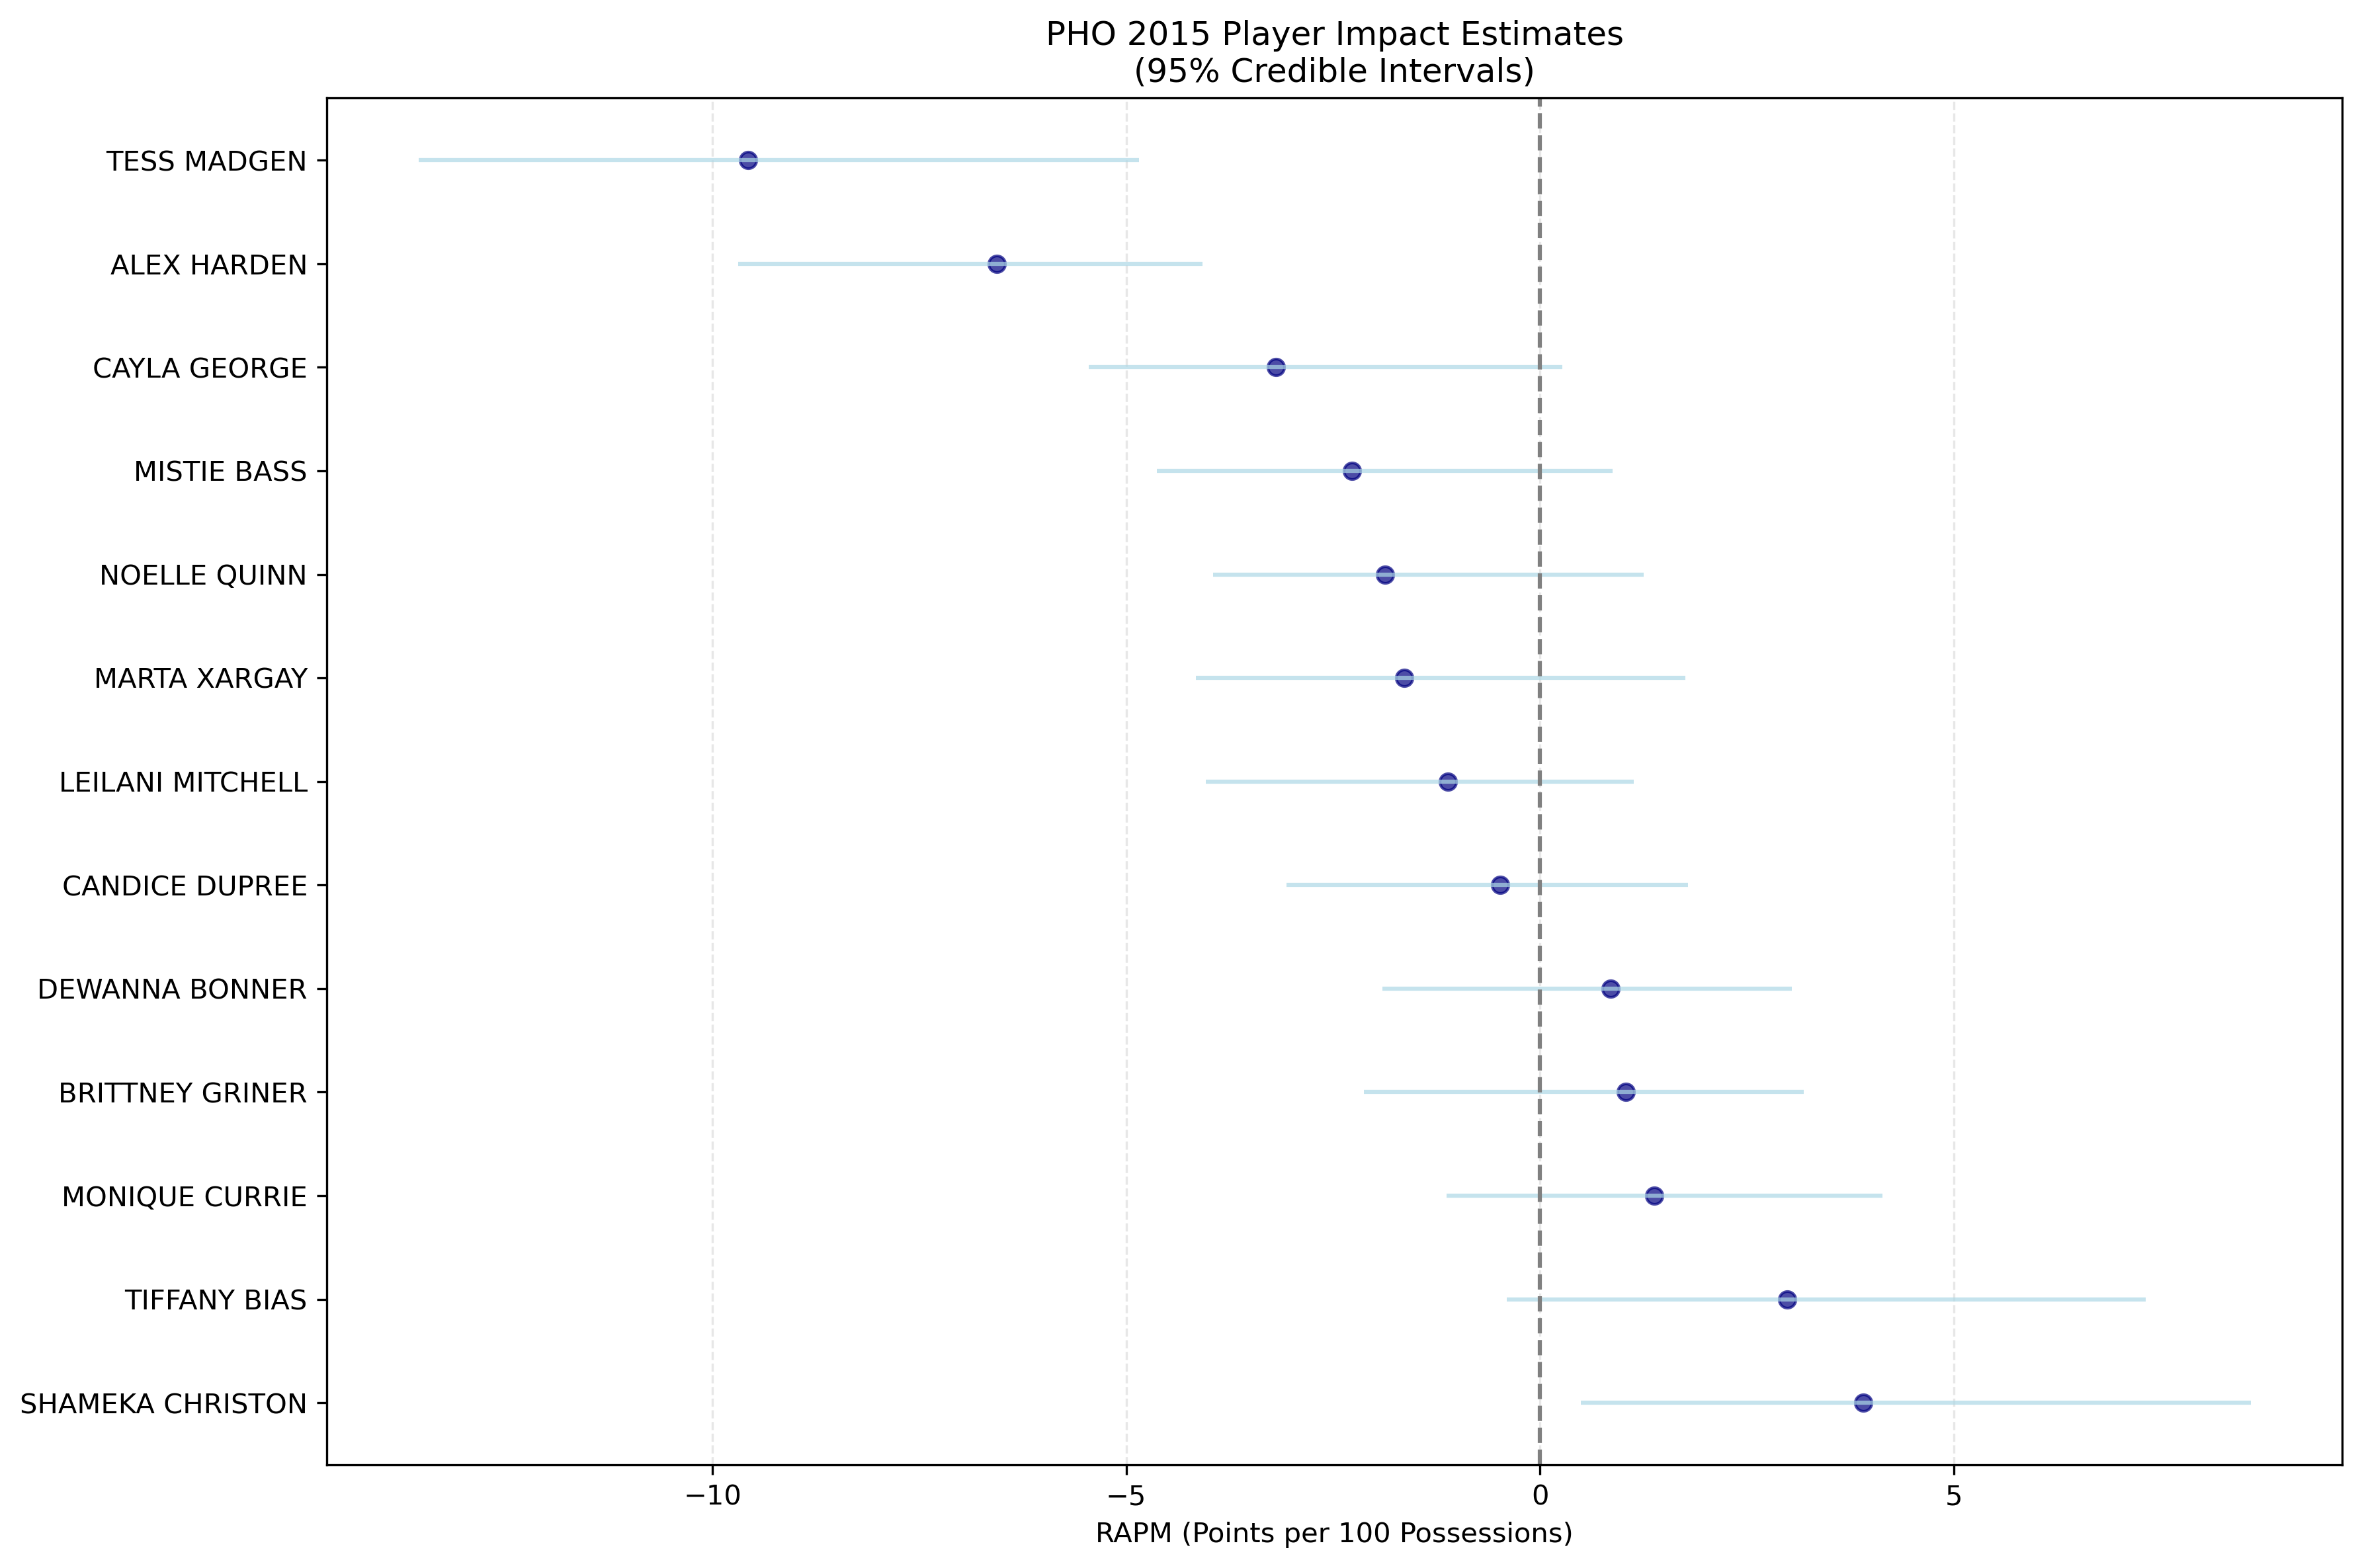 PHO 2015 Player Impact Estimates
(95% Credible Intervals)
TESS MADGEN
ALEX HARDEN
CAYLA GEORGE
MISTIE BASS
NOELLE QUINN
MARTA XARGAY
LEILANI MITCHELL
CANDICE DUPREE
DEWANNA BONNER
BRITTNEY GRINER
MONIQUE CURRIE
TIFFANY BIAS
SHAMEKA CHRISTON
−10 −5 0 5
RAPM (Points per 100 Possessions)